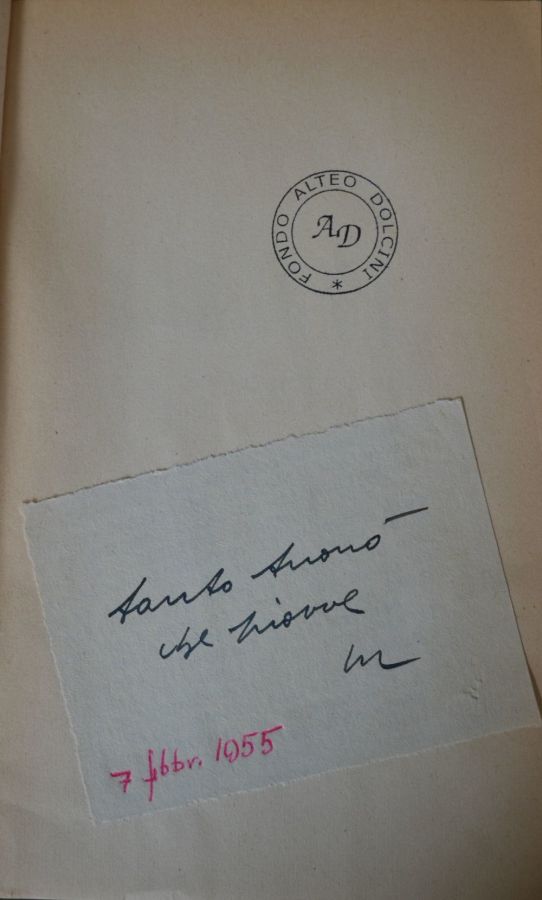 FONDO ALTEO DOLCINI *
AD
tanto tuonò
che piovve
7 febbr. 1955